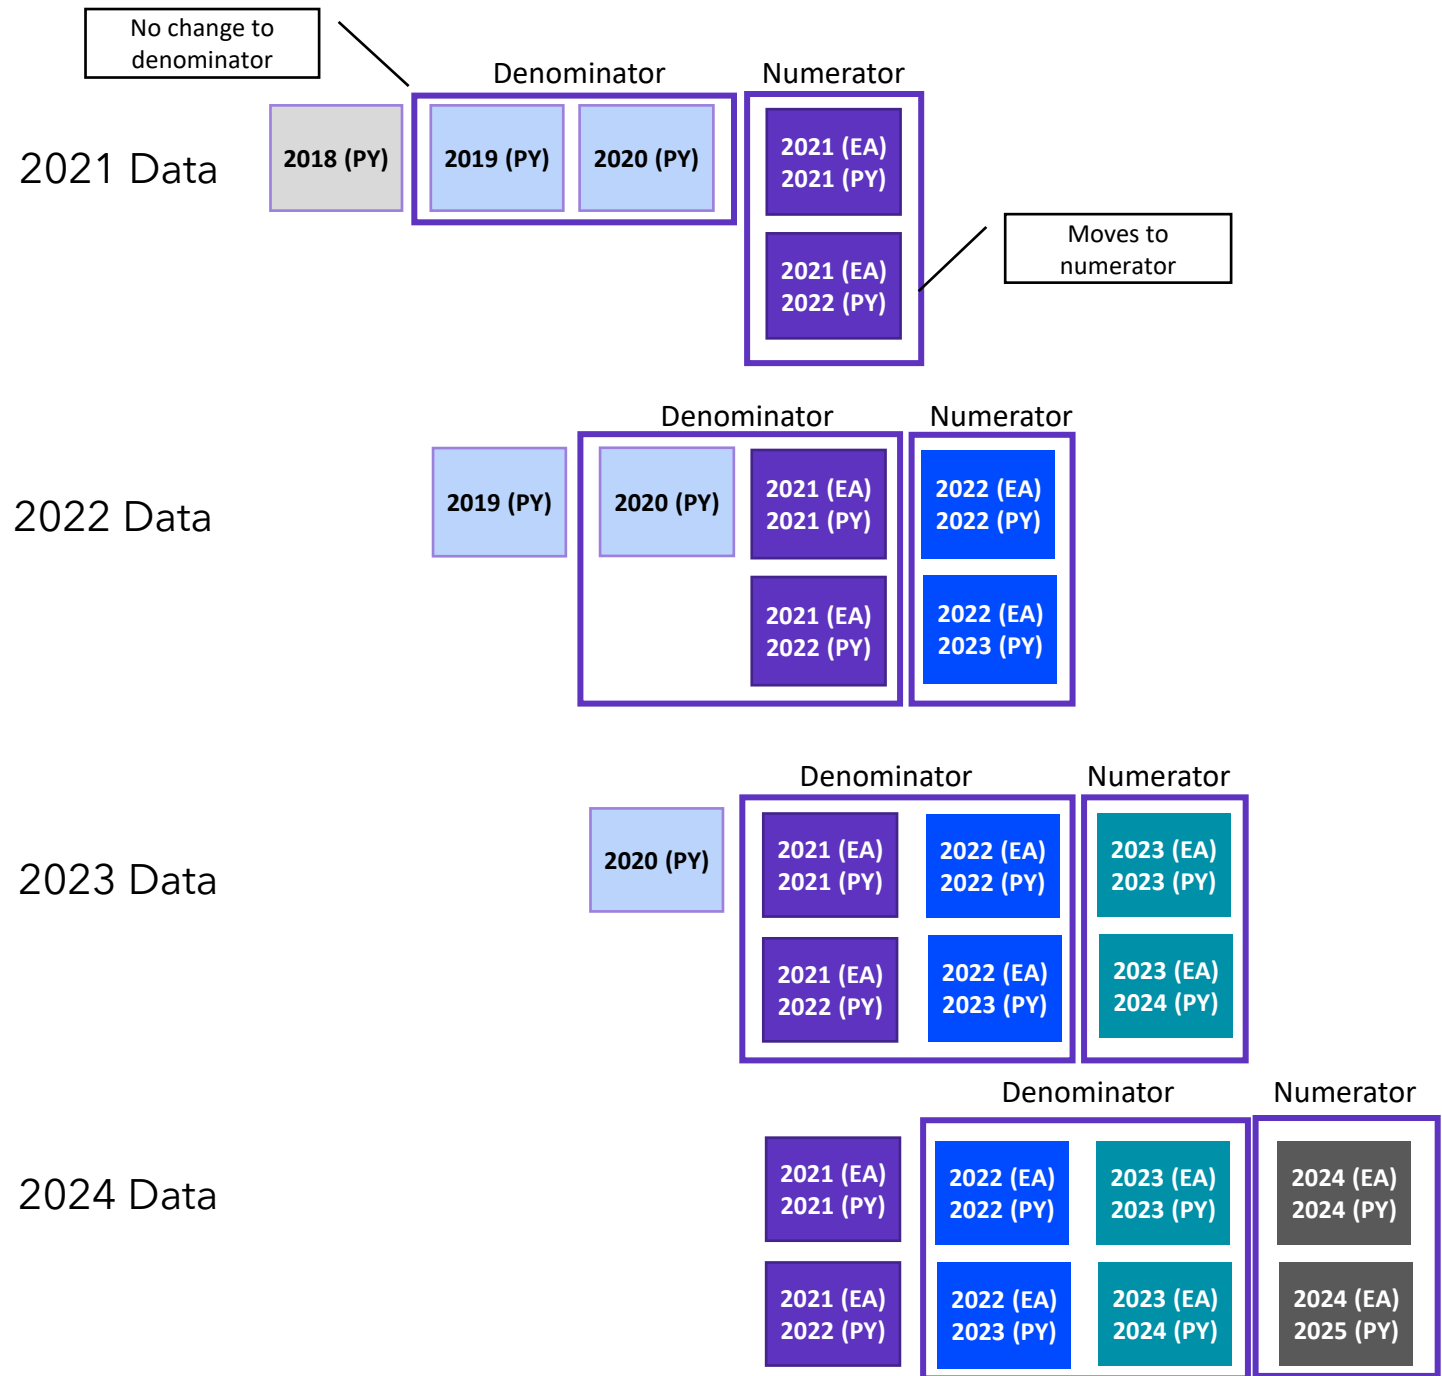 No change to
denominator
Denominator
Numerator
2021 Data
2018 (PY)
2019 (PY)
2020 (PY)
2021 (EA)
2021 (PY)
2021 (EA)
2022 (PY)
Moves to
numerator
Denominator
Numerator
2022 Data
2019 (PY)
2020 (PY)
2021 (EA)
2021 (PY)
2022 (EA)
2022 (PY)
2021 (EA)
2022 (PY)
2022 (EA)
2023 (PY)
Denominator
Numerator
2023 Data
2020 (PY)
2021 (EA)
2021 (PY)
2022 (EA)
2022 (PY)
2023 (EA)
2023 (PY)
2021 (EA)
2022 (PY)
2022 (EA)
2023 (PY)
2023 (EA)
2024 (PY)
Denominator
Numerator
2024 Data
2021 (EA)
2021 (PY)
2022 (EA)
2022 (PY)
2023 (EA)
2023 (PY)
2024 (EA)
2024 (PY)
2021 (EA)
2022 (PY)
2022 (EA)
2023 (PY)
2023 (EA)
2024 (PY)
2024 (EA)
2025 (PY)